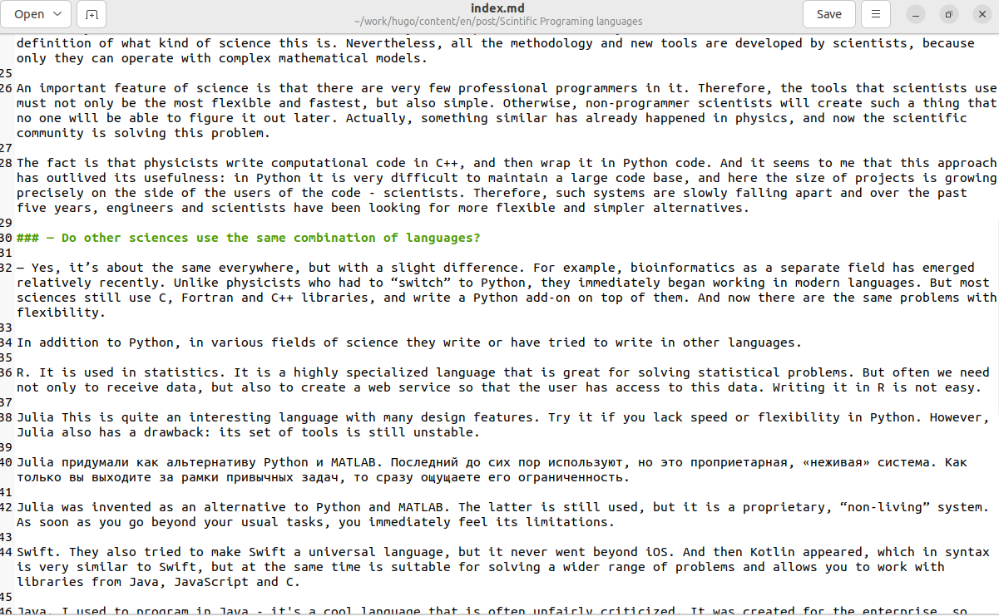 Open
index.md
~/work/hugo/content/en/post/Scintific Programing languages
Save
definition of what kind of science this is. Nevertheless, all the methodology and new tools are developed by scientists, because
only they can operate with complex mathematical models.
25
26 An important feature of science is that there are very few professional programmers in it. Therefore, the tools that scientists use
must not only be the most flexible and fastest, but also simple. Otherwise, non-programmer scientists will create such a thing that
no one will be able to figure it out later. Actually, something similar has already happened in physics, and now the scientific
community is solving this problem.
27
28 The fact is that physicists write computational code in C++, and then wrap it in Python code. And it seems to me that this approach
has outlived its usefulness: in Python it is very difficult to maintain a large code base, and here the size of projects is growing
precisely on the side of the users of the code - scientists. Therefore, such systems are slowly falling apart and over the past
five years, engineers and scientists have been looking for more flexible and simpler alternatives.
29
30 ### — Do other sciences use the same combination of languages?
31
32 — Yes, it’s about the same everywhere, but with a slight difference. For example, bioinformatics as a separate field has emerged
relatively recently. Unlike physicists who had to “switch” to Python, they immediately began working in modern languages. But most
sciences still use C, Fortran and C++ libraries, and write a Python add-on on top of them. And now there are the same problems with
flexibility.
33
34 In addition to Python, in various fields of science they write or have tried to write in other languages.
35
36 R. It is used in statistics. It is a highly specialized language that is great for solving statistical problems. But often we need
not only to receive data, but also to create a web service so that the user has access to this data. Writing it in R is not easy.
37
38 Julia This is quite an interesting language with many design features. Try it if you lack speed or flexibility in Python. However,
Julia also has a drawback: its set of tools is still unstable.
39
40 Julia придумали как альтернативу Python и MATLAB. Последний до сих пор используют, но это проприетарная, «неживая» система. Как
только вы выходите за рамки привычных задач, то сразу ощущаете его ограниченность.
41
42 Julia was invented as an alternative to Python and MATLAB. The latter is still used, but it is a proprietary, “non-living” system.
As soon as you go beyond your usual tasks, you immediately feel its limitations.
43
44 Swift. They also tried to make Swift a universal language, but it never went beyond iOS. And then Kotlin appeared, which in syntax
is very similar to Swift, but at the same time is suitable for solving a wider range of problems and allows you to work with
libraries from Java, JavaScript and C.
45
46 Java. I used to program in Java - it's a cool language that is often unfairly criticized. It was created for the enterprise, so